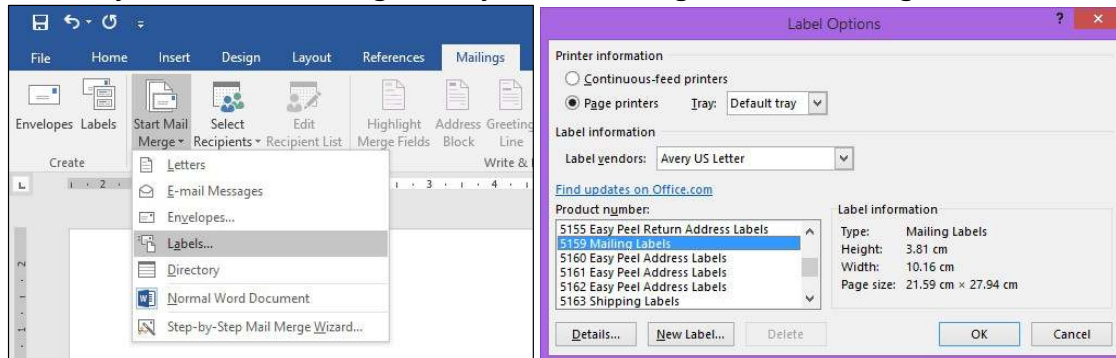 File Home Insert Design Layout References Mailings
Envelopes Labels Start Mail Select Edit Highlight Address Greeting
Merge Recipients Recipient List Merge Fields Block Line
Create Write &
Letters
E-mail Messages
Envelopes...
Labels...
Directory
Normal Word Document
Step-by-Step Mail Merge Wizard...
2 3 4
2
Label Options
Printer information
Continuous-feed printers
Page printers Tray: Default tray
Label information
Label vendors: Avery US Letter
Find updates on Office.com
Product number: Label information
5155 Easy Peel Return Address Labels
5159 Mailing Labels Type: Mailing Labels
5160 Easy Peel Address Labels Height: 3.81 cm
5161 Easy Peel Address Labels Width: 10.16 cm
5162 Easy Peel Address Labels Page size: 21.59 cm × 27.94 cm
5163 Shipping Labels
Details... New Label... Delete OK Cancel